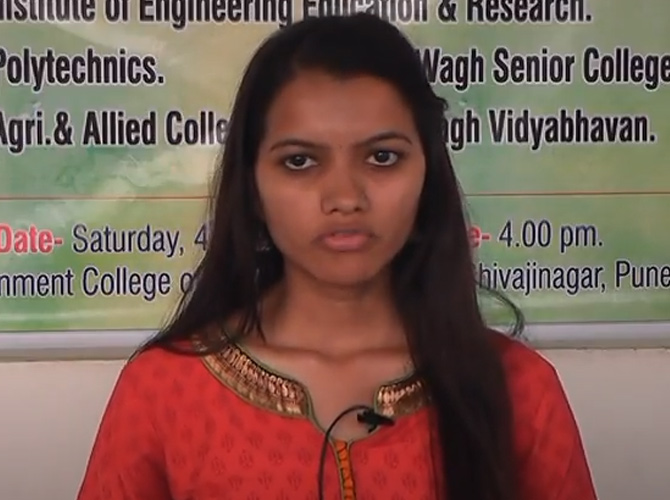 nstitute of Engineering Education & Research.
Polytechnics. Wagh Senior College
Agri.& Allied Colle gh Vidyabhavan.
Date- Saturday, 4 e- 4.00 pm.
nment College o hivajinagar, Pune